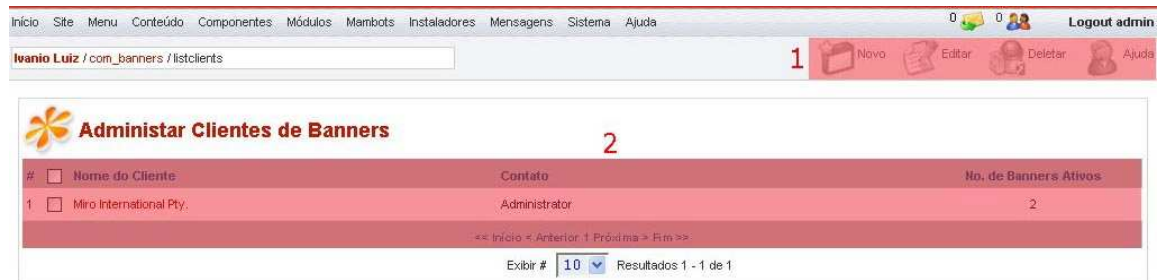 Início Site Menu Conteúdo Componentes Módulos Mambots Instaladores Mensagens Sistema Ajuda 0 0 Logout admin
Ivanio Luiz / com_banners / listclients 1 Novo Editar Deletar Ajuda
Administar Clientes de Banners
2
# Nome do Cliente Contato No. de Banners Ativos
1 Miro International Pty. Administrator 2
<< Início < Anterior 1 Próxima > Fim >>
Exibir # 10 Resultados 1 - 1 de 1